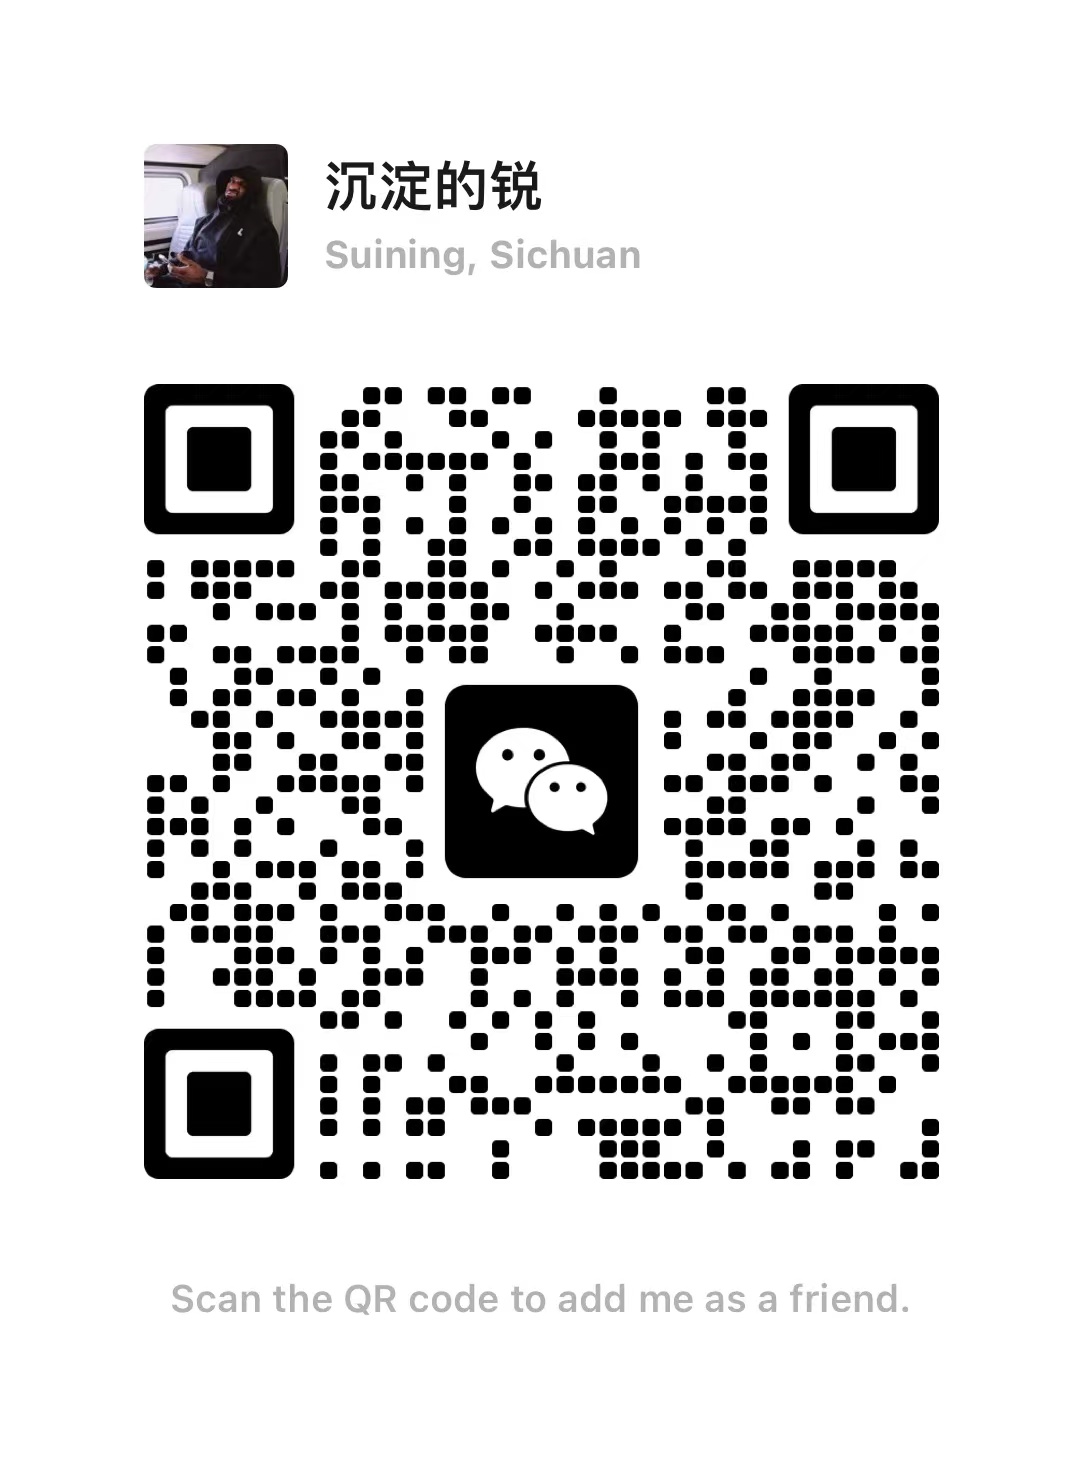 沉淀的锐
Suining, Sichuan
Scan the QR code to add me as a friend.